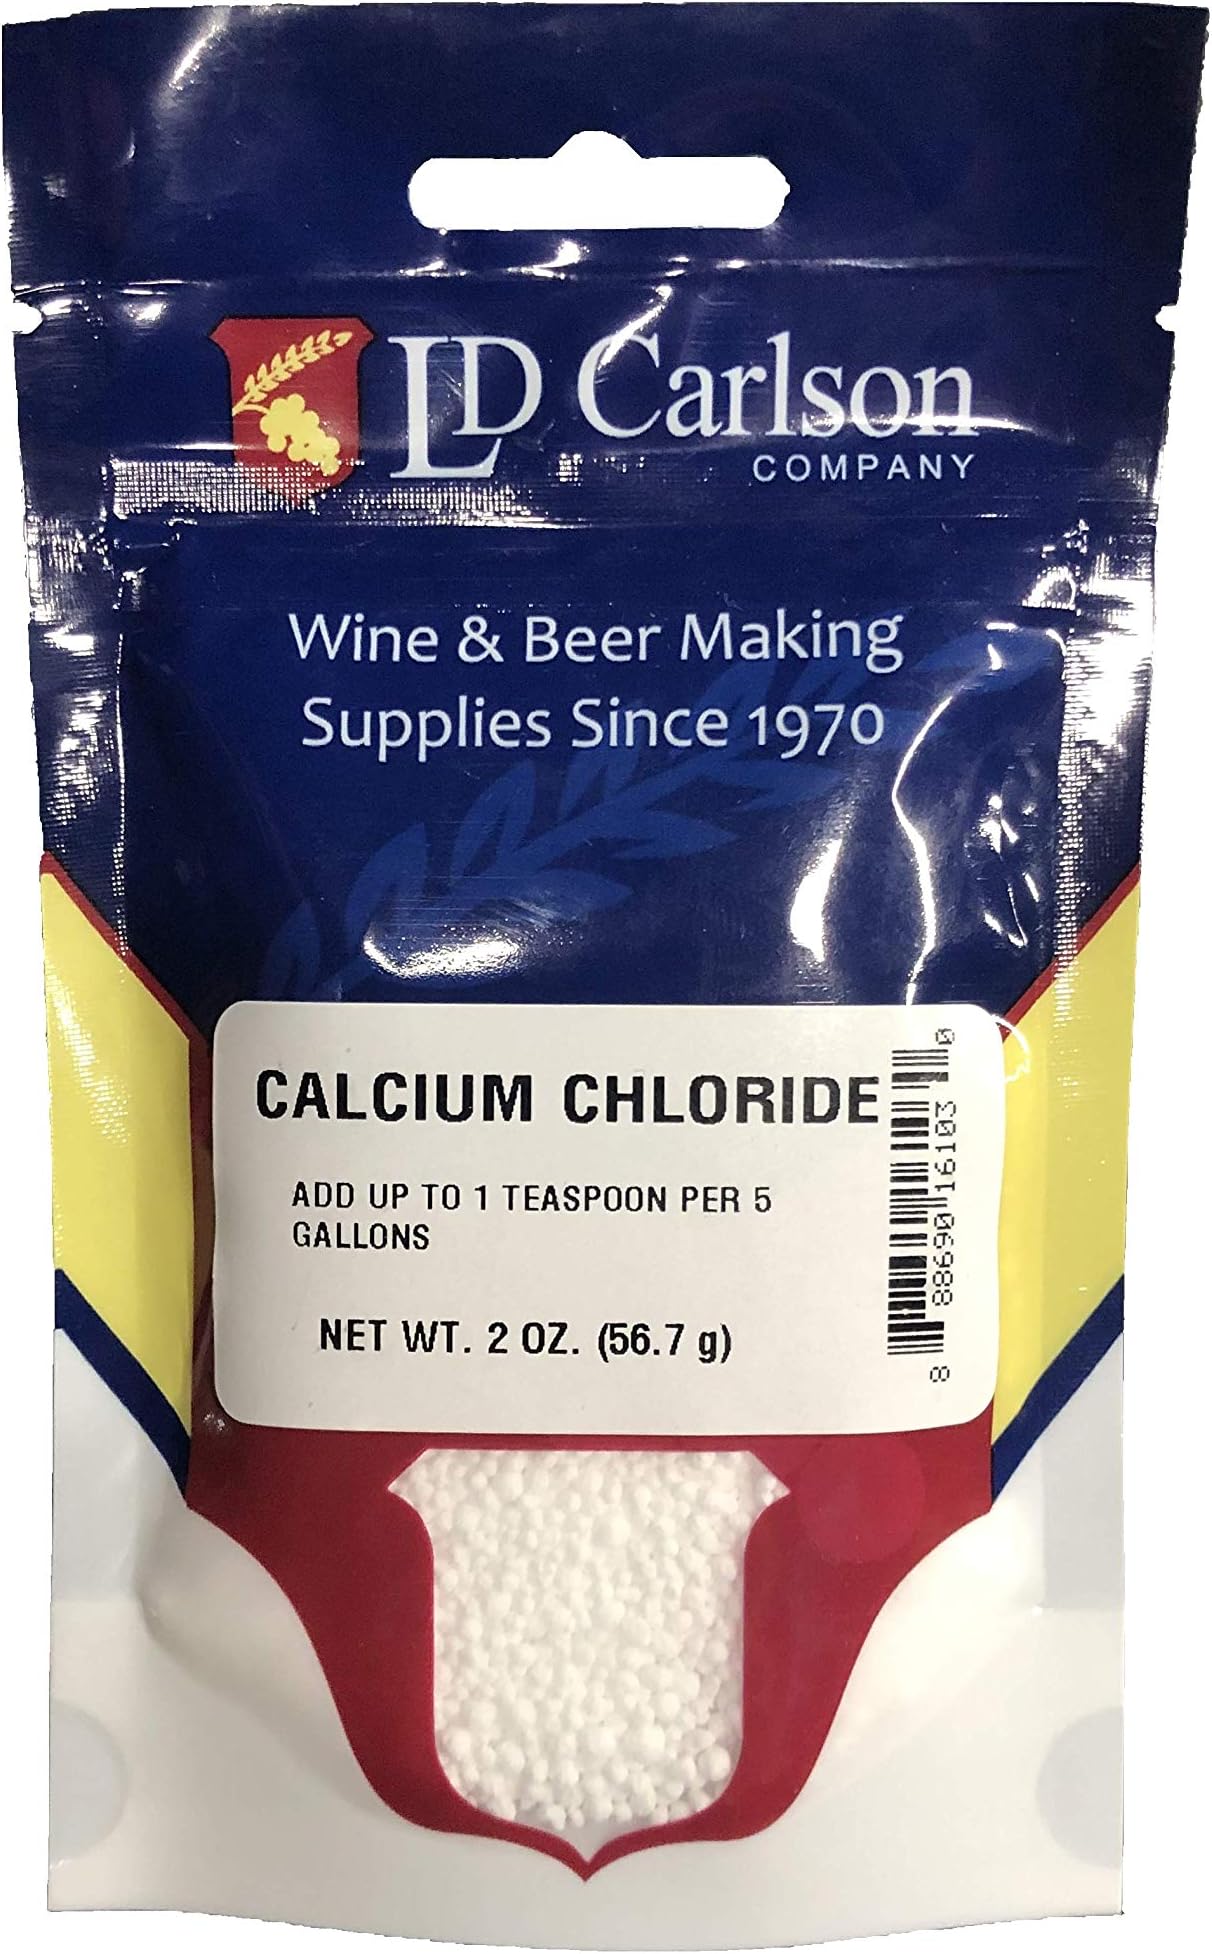 LD Carlson
COMPANY
Wine & Beer Making
Supplies Since 1970
CALCIUM CHLORIDE
ADD UP TO 1 TEASPOON PER 5
GALLONS
NET WT. 2 OZ. (56.7 g)
8 88690 16103 0